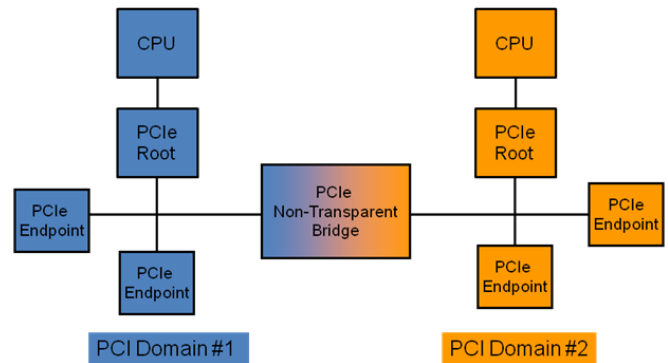 CPU
CPU
PCIe
Root
PCIe
Root
PCIe
Endpoint
PCIe
Non-Transparent
Bridge
PCIe
Endpoint
PCIe
Endpoint
PCIe
Endpoint
PCI Domain #1
PCI Domain #2